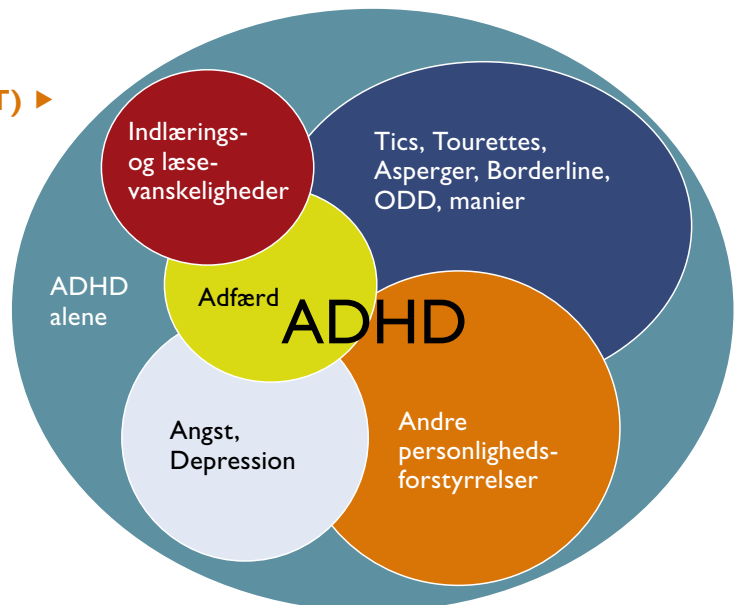 T) ▶
Indlærings-
og læse-
vanskeligheder
Tics, Tourettes,
Asperger, Borderline,
ODD, manier
ADHD
alene
Adfærd
ADHD
Angst,
Depression
Andre
personligheds-
forstyrrelser